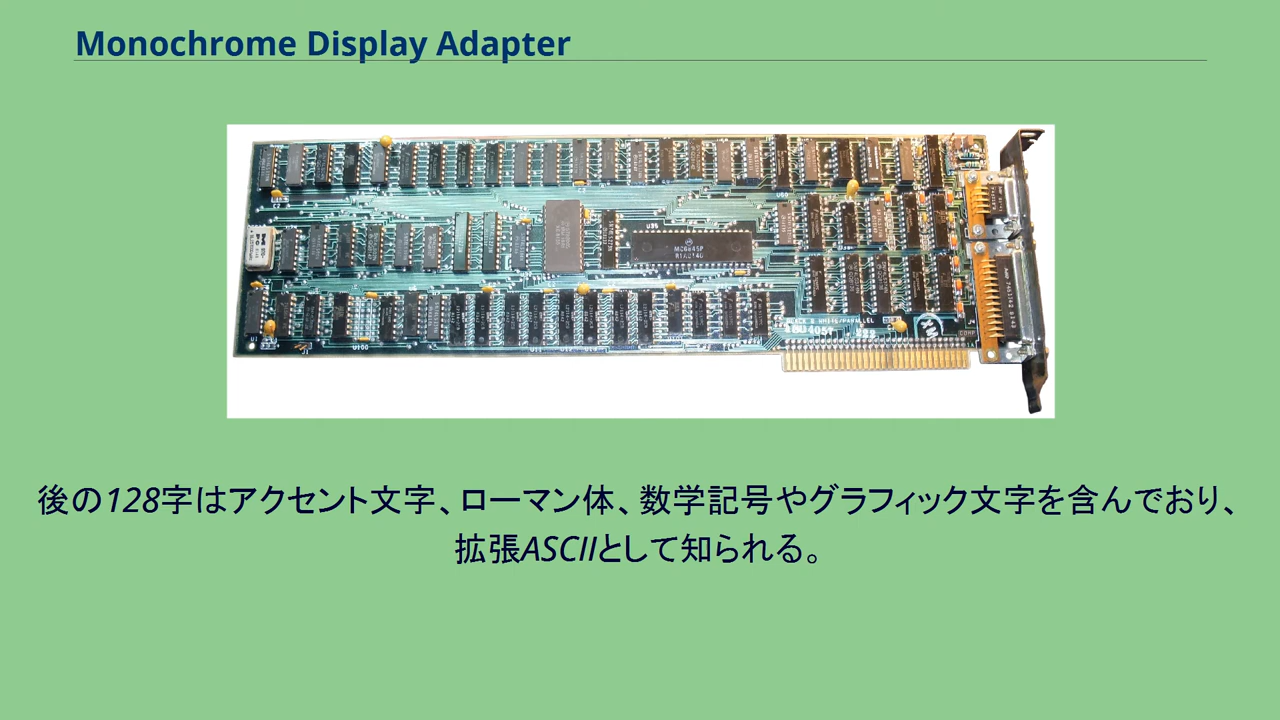 Monochrome Display Adapter
MC6845P
U100
後の128字はアクセント文字、ローマン体、数学記号やグラフィック文字を含んでおり、
拡張ASCIIとして知られる。